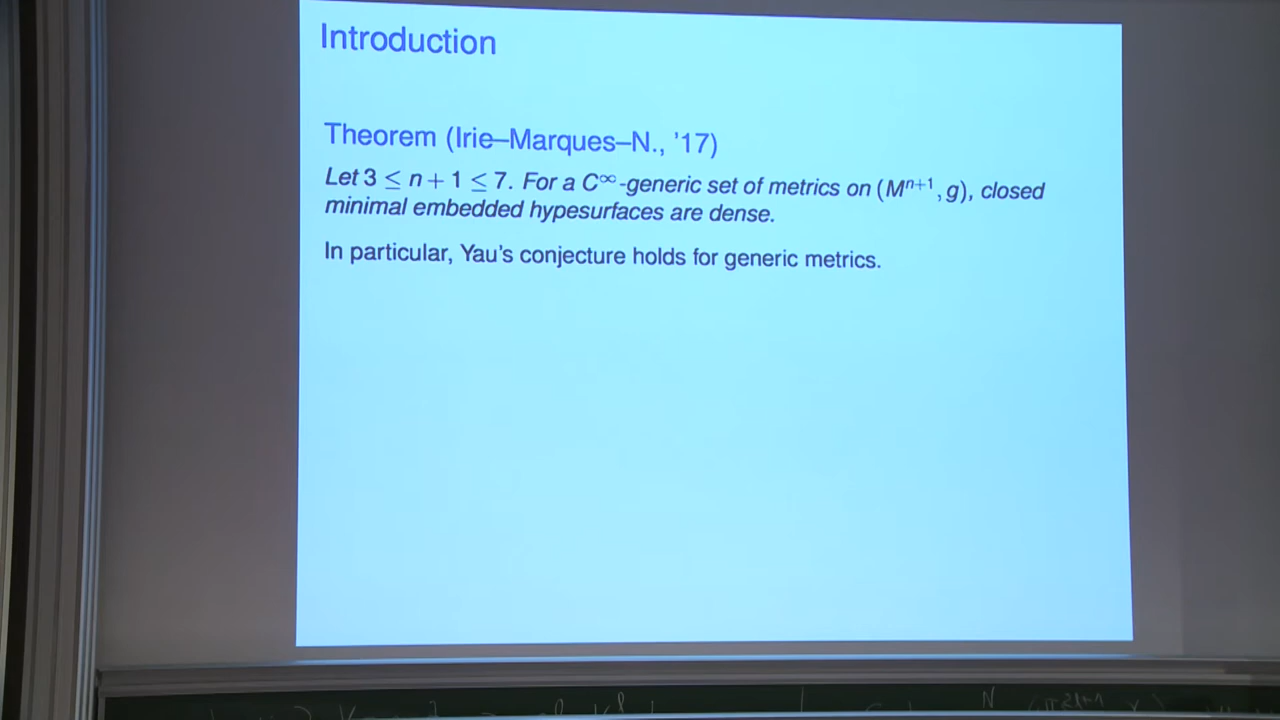 Introduction
Theorem (Irie–Marques–N., '17)
Let 3 ≤ n + 1 ≤ 7. For a C^∞-generic set of metrics on (M^{n+1}, g), closed
minimal embedded hypesurfaces are dense.
In particular, Yau's conjecture holds for generic metrics.